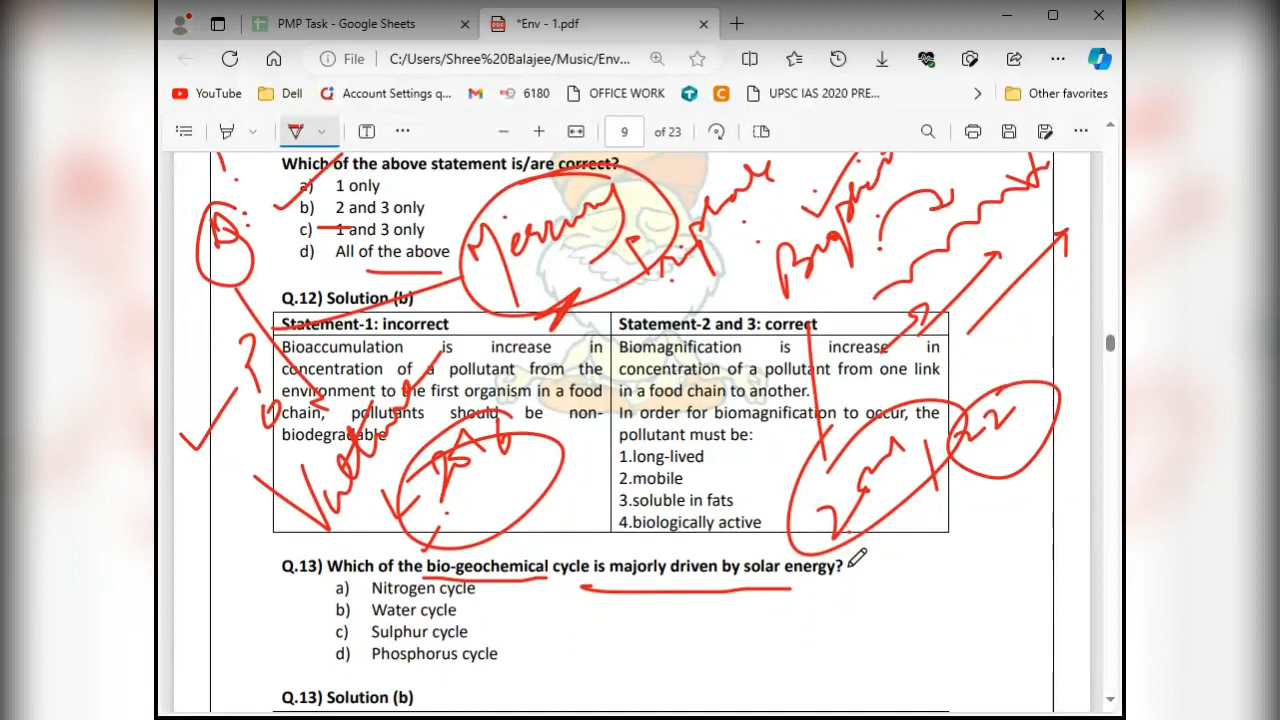 PMP Task - Google Sheets
*Env - 1.pdf
File
C:/Users/Shree%20Balajee/Music/Env...
YouTube
Dell
Account Settings q...
6180
OFFICE WORK
UPSC IAS 2020 PRE...
Other favorites
9 of 23
Which of the above statement is/are correct?
a) 1 only
b) 2 and 3 only
c) 1 and 3 only
d) All of the above
Mercury
Q.12) Solution (b)
Statement-1: incorrect
Bioaccumulation is increase in
concentration of a pollutant from the
environment to the first organism in a food
chain, pollutants should be non-
biodegradable
Statement-2 and 3: correct
Biomagnification is increase in
concentration of a pollutant from one link
in a food chain to another.
In order for biomagnification to occur, the
pollutant must be:
1.long-lived
2.mobile
3.soluble in fats
4.biologically active
22
Q.13) Which of the bio-geochemical cycle is majorly driven by solar energy?
a) Nitrogen cycle
b) Water cycle
c) Sulphur cycle
d) Phosphorus cycle
Q.13) Solution (b)